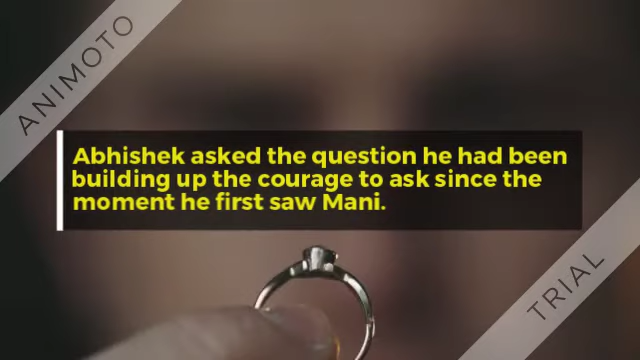 ANIMOTO
Abhishek asked the question he had been
building up the courage to ask since the
moment he first saw Mani.
TRIAL